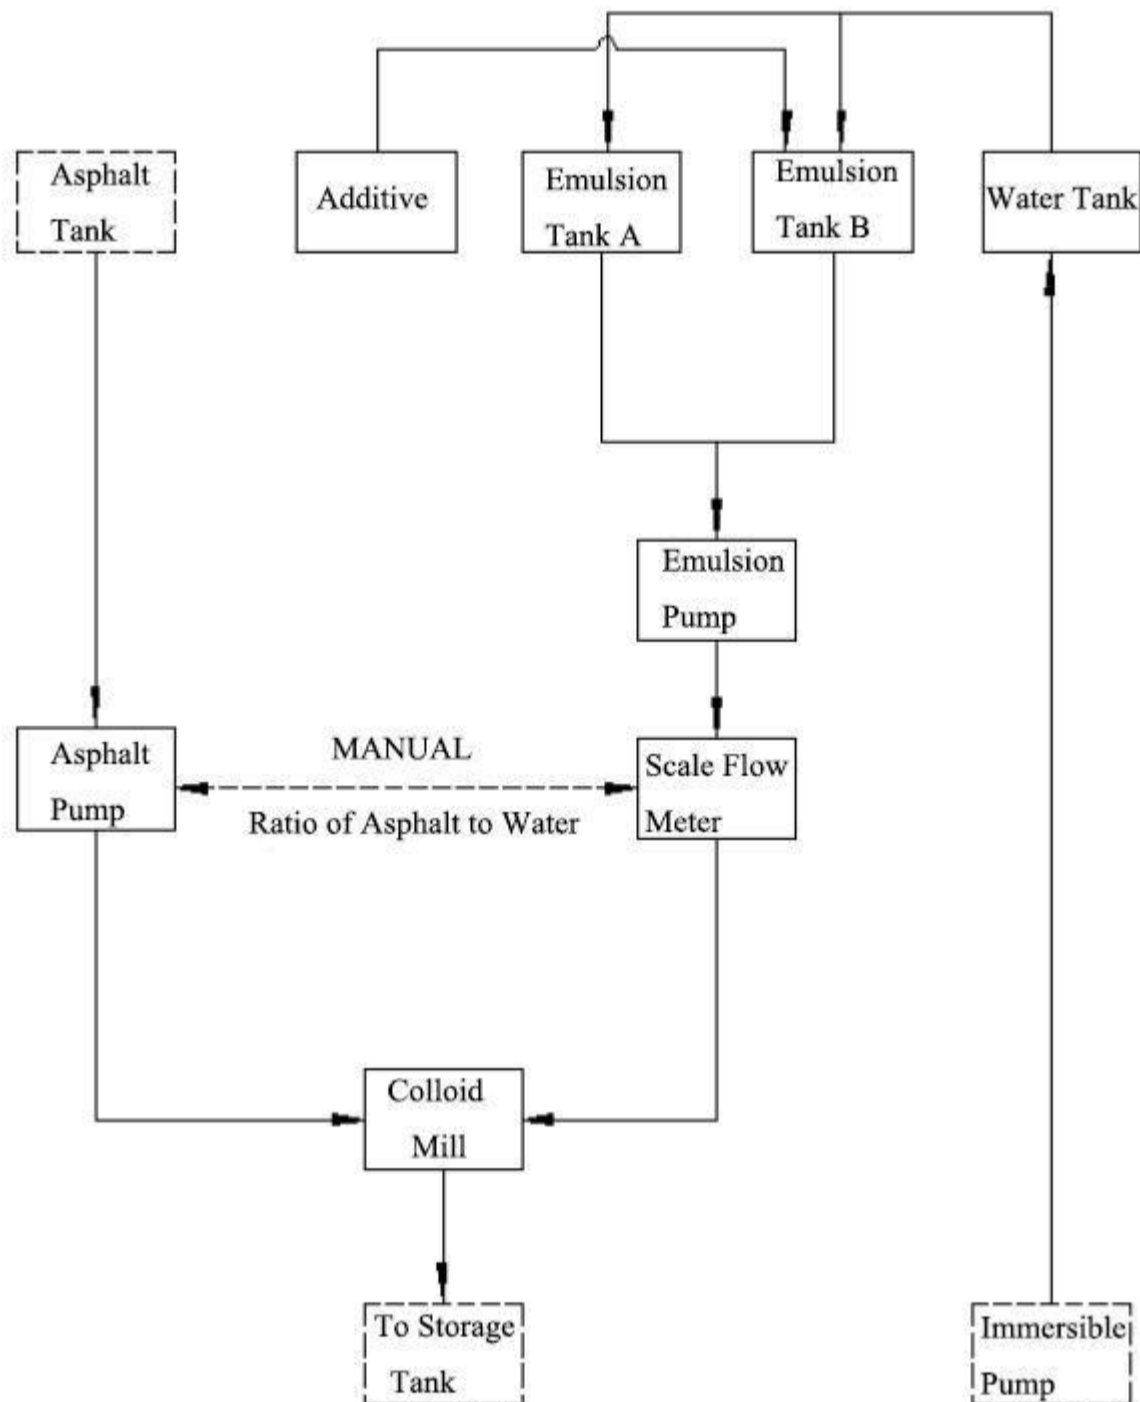 Asphalt
Tank
Additive
Emulsion
Tank A
Emulsion
Tank B
Water Tank
Emulsion
Pump
Asphalt
Pump
MANUAL
Ratio of Asphalt to Water
Scale Flow
Meter
Colloid
Mill
To Storage
Tank
Immersible
Pump